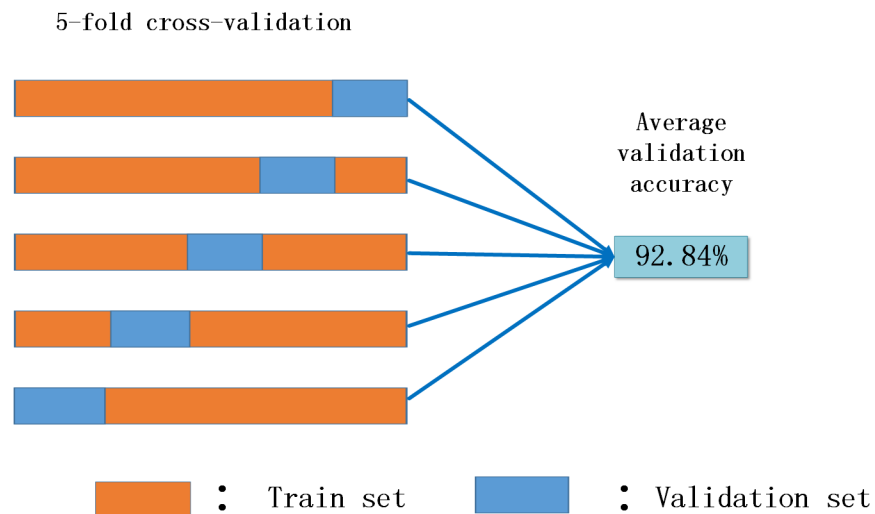 5-fold cross-validation
Average
validation
accuracy
92.84%
: Train set
: Validation set